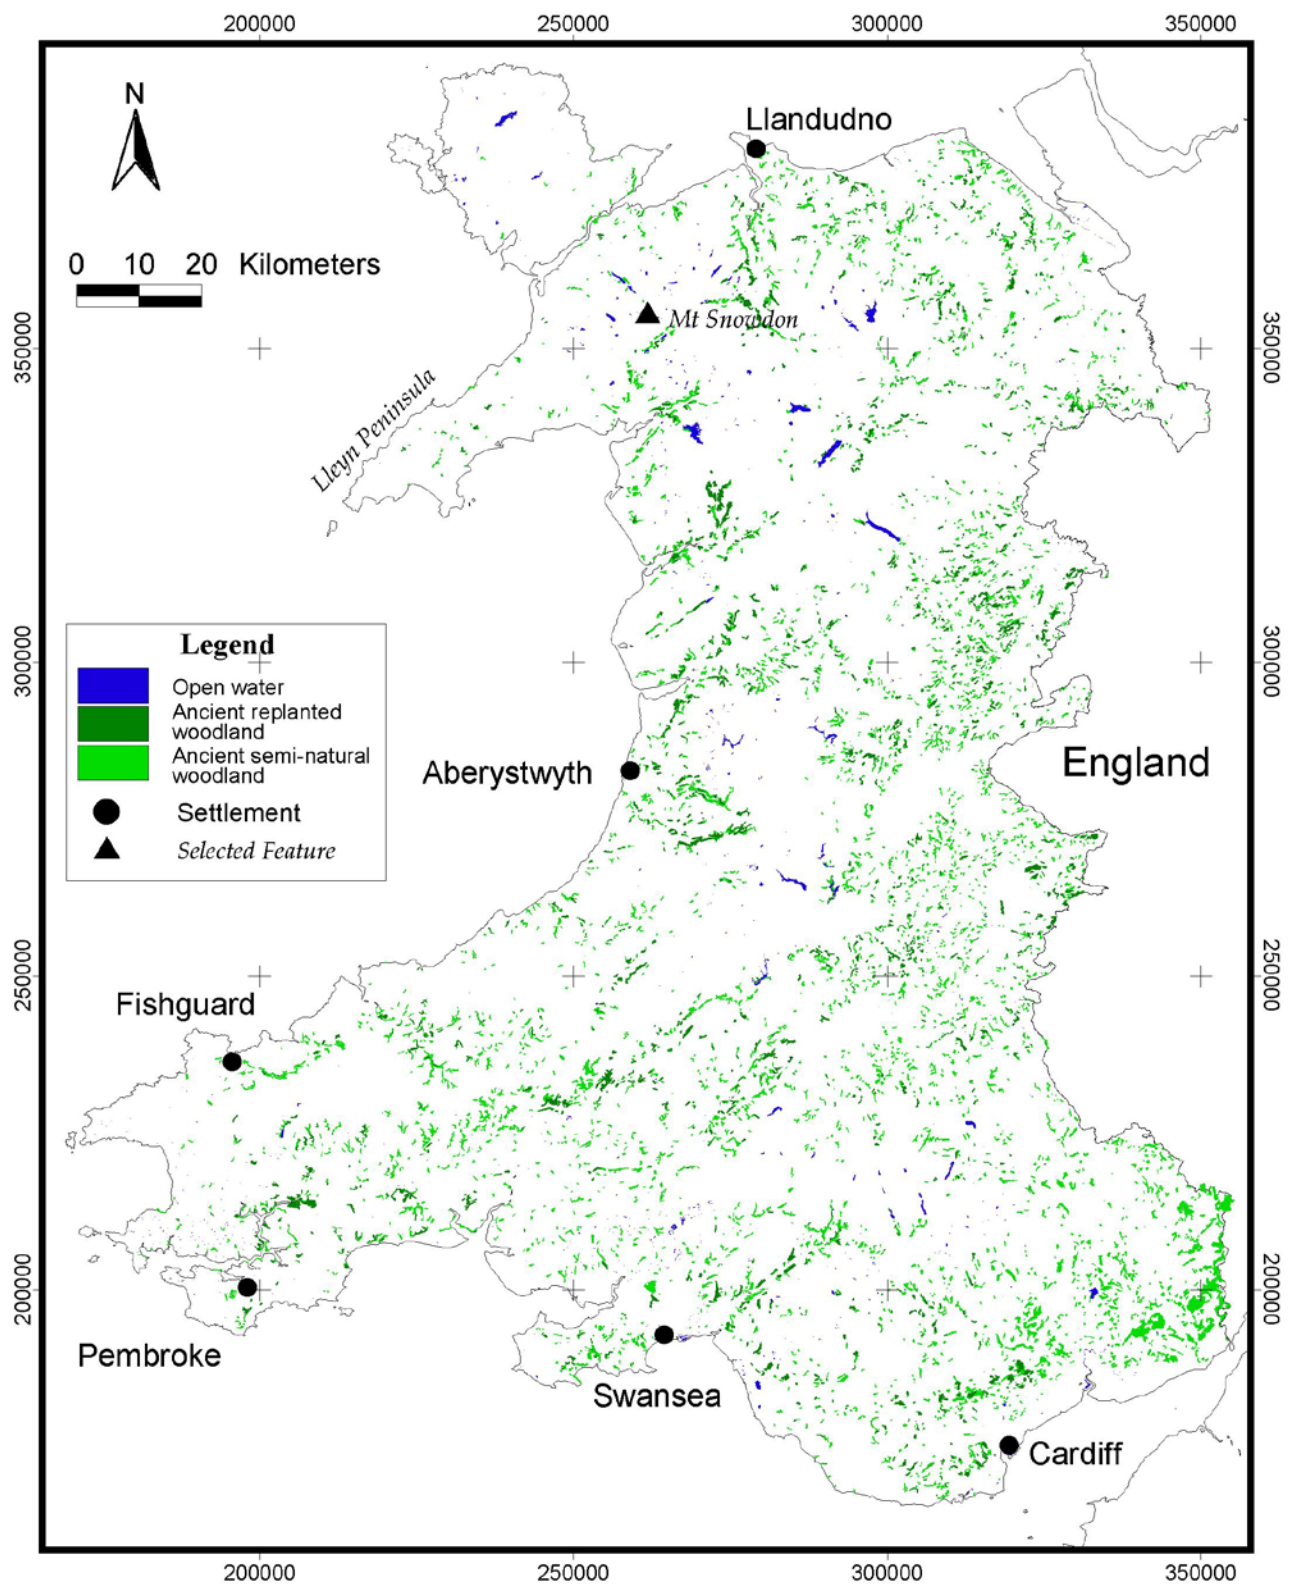 200000 250000 300000 350000
N
Llandudno
0 10 20 Kilometers
Mt Snowdon
350000
350000
Lleyn Peninsula
Legend
Open water
Ancient replanted
woodland
Ancient semi-natural
woodland
Settlement
Selected Feature
300000
300000
England
Aberystwyth
250000
250000
Fishguard
200000
200000
Pembroke
Swansea
Cardiff
200000 250000 300000 350000